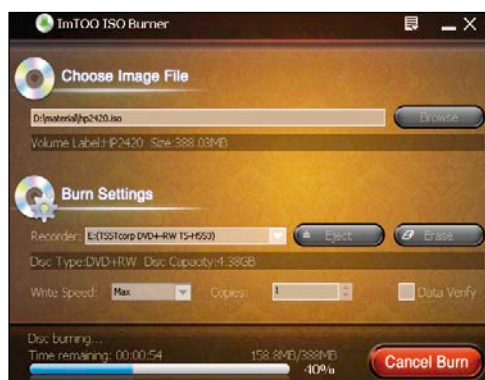 ImTOO ISO Burner
Choose Image File
D:\material\hp2420.iso
Browse
Volume Label:HP2420 Size:388.03MB
Burn Settings
Recorder: E:(TSSTcorp DVD+-RW TS-H553) Eject Erase
Disc Type:DVD+RW Disc Capacity:4.38GB
Write Speed: Max Copies: 1 Data Verify
Disc burning...
Time remaining: 00:00:54 158.8MB/388MB
40%
Cancel Burn